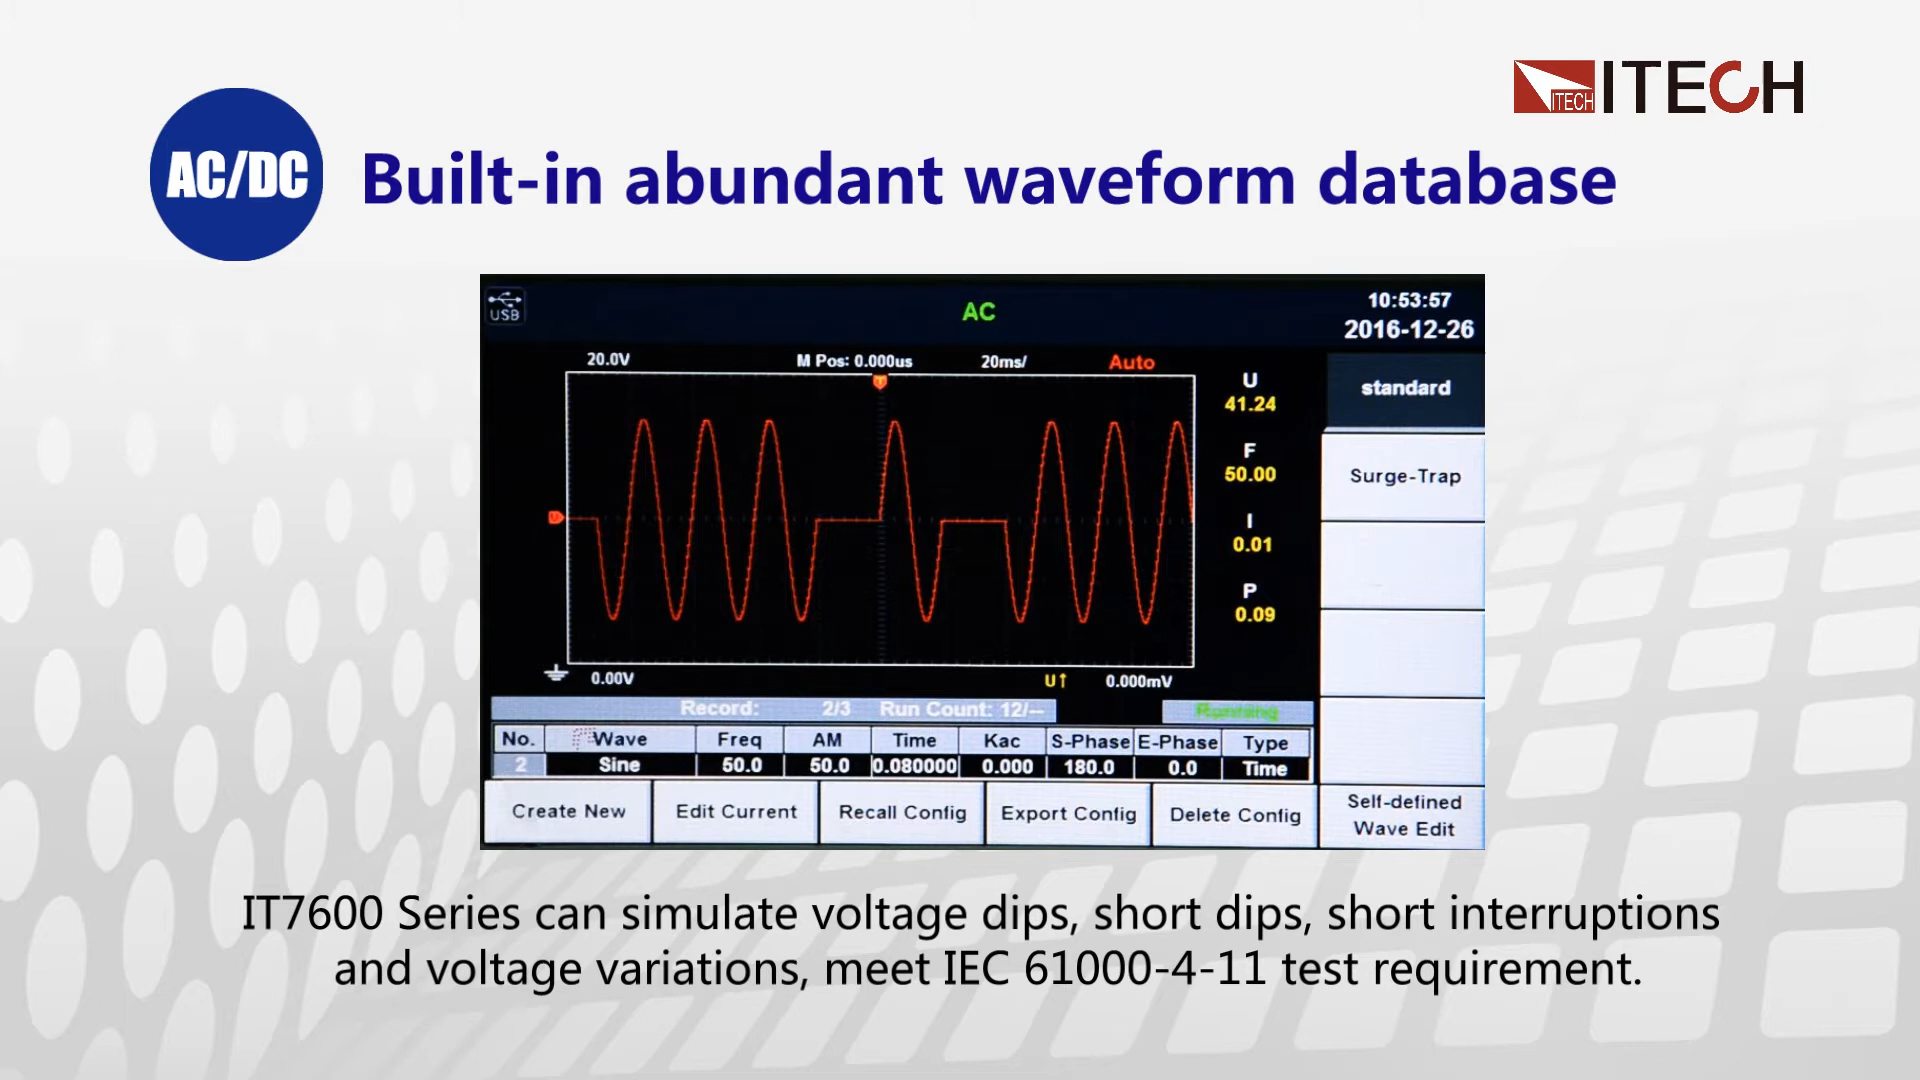 ITECH ITECH
AC/DC
Built-in abundant waveform database
USB
AC
10:53:57
2016-12-26
20.0V M Pos: 0.000us 20ms/ Auto
standard
U
41.24
F
50.00
Surge-Trap
I
0.01
P
0.09
0.00V U↑ 0.000mV
Record: 2/3 Run Count: 12/-- Running
No. Wave Freq AM Time Kac S-Phase E-Phase Type
2 Sine 50.0 50.0 0.080000 0.000 180.0 0.0 Time
Create New Edit Current Recall Config Export Config Delete Config
Self-defined
Wave Edit
IT7600 Series can simulate voltage dips, short dips, short interruptions
and voltage variations, meet IEC 61000-4-11 test requirement.